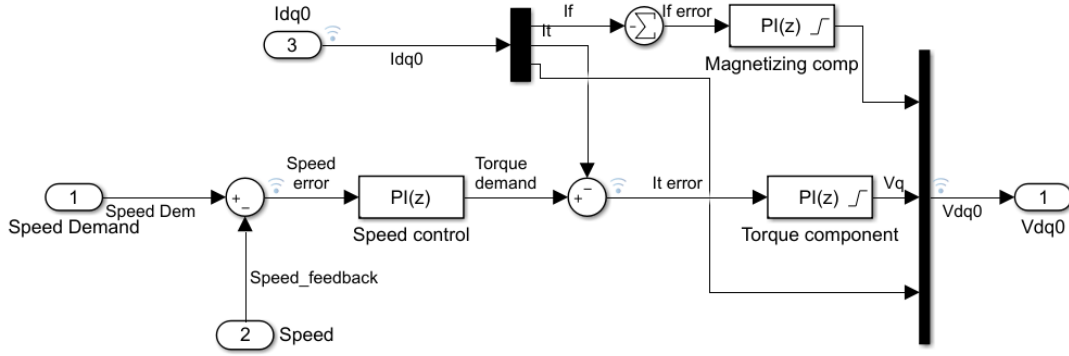 Idq0
3
Idq0
If
It
-Σ
If error
PI(z)
Magnetizing comp
1
Speed Dem
Speed Demand
+
−
Speed
error
PI(z)
Speed control
Torque
demand
+
−
It error
PI(z)
Torque component
Vq
Vdq0
1
Vdq0
Speed_feedback
2
Speed